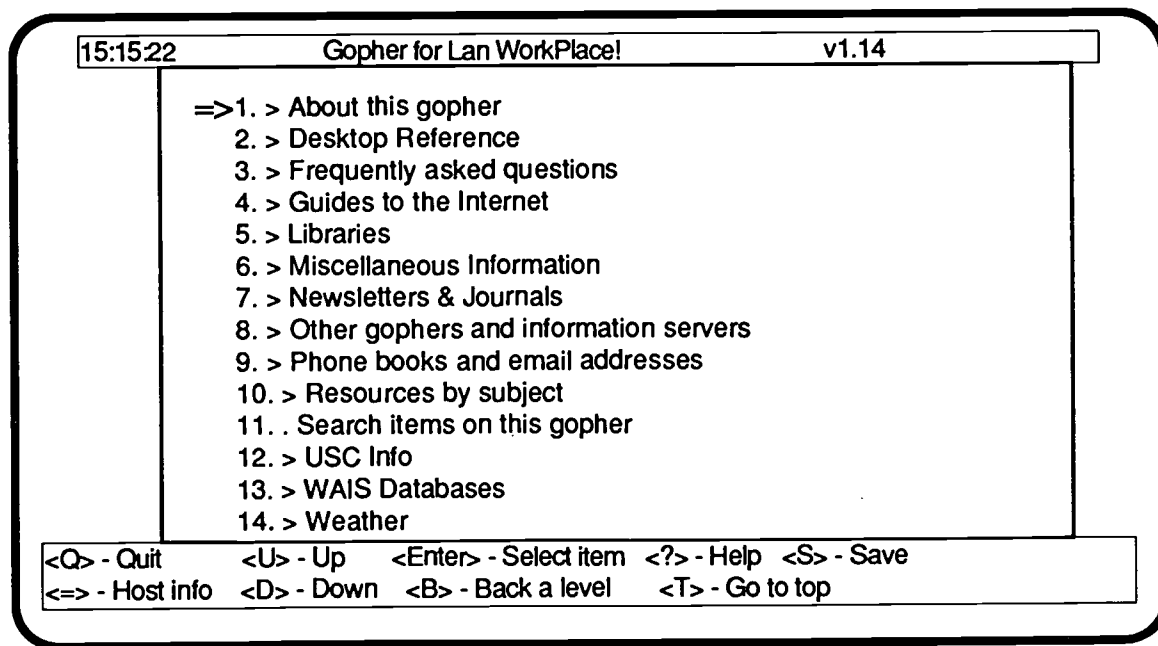 15:15:22 Gopher for Lan WorkPlace! v1.14
=>1. > About this gopher
2. > Desktop Reference
3. > Frequently asked questions
4. > Guides to the Internet
5. > Libraries
6. > Miscellaneous Information
7. > Newsletters & Journals
8. > Other gophers and information servers
9. > Phone books and email addresses
10. > Resources by subject
11. . Search items on this gopher
12. > USC Info
13. > WAIS Databases
14. > Weather
<Q> - Quit <U> - Up <Enter> - Select item <?> - Help <S> - Save
<=> - Host info <D> - Down <B> - Back a level <T> - Go to top